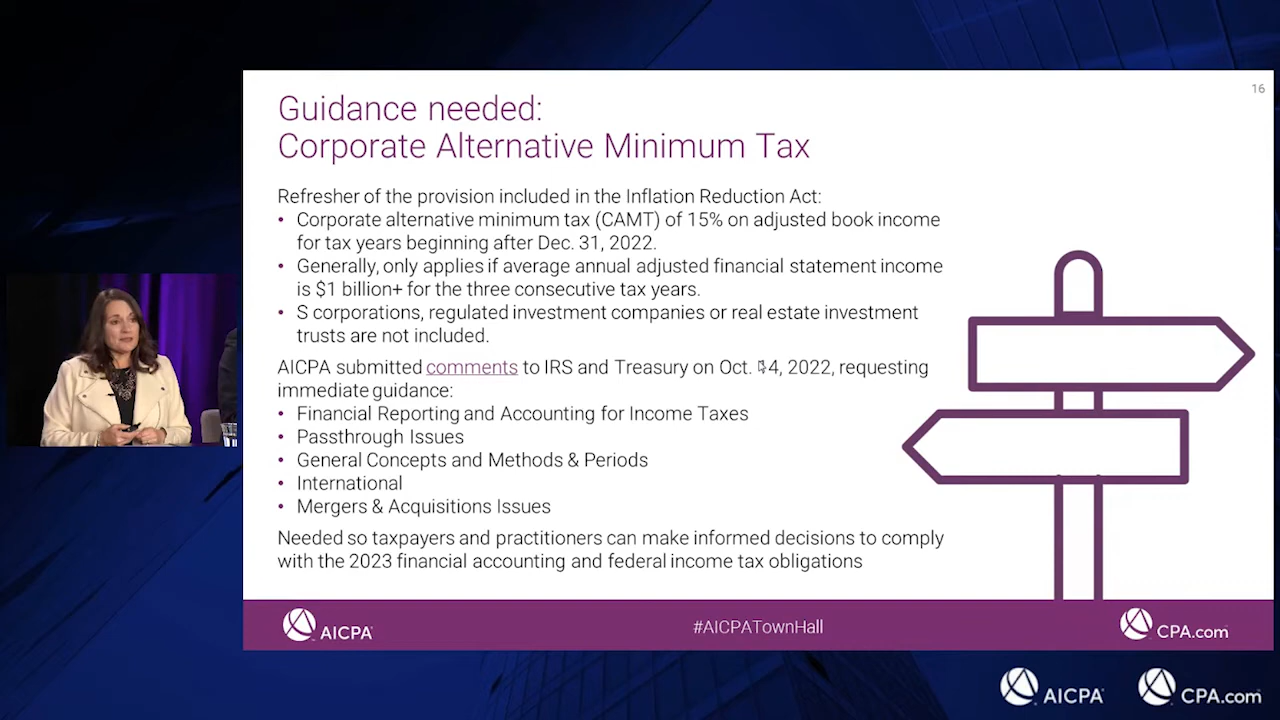 16
Guidance needed:
Corporate Alternative Minimum Tax
Refresher of the provision included in the Inflation Reduction Act:
• Corporate alternative minimum tax (CAMT) of 15% on adjusted book income
for tax years beginning after Dec. 31, 2022.
• Generally, only applies if average annual adjusted financial statement income
is $1 billion+ for the three consecutive tax years.
• S corporations, regulated investment companies or real estate investment
trusts are not included.
AICPA submitted comments to IRS and Treasury on Oct. 4, 2022, requesting
immediate guidance:
• Financial Reporting and Accounting for Income Taxes
• Passthrough Issues
• General Concepts and Methods & Periods
• International
• Mergers & Acquisitions Issues
Needed so taxpayers and practitioners can make informed decisions to comply
with the 2023 financial accounting and federal income tax obligations
AICPA
#AICPATownHall
CPA.com
AICPA
CPA.com